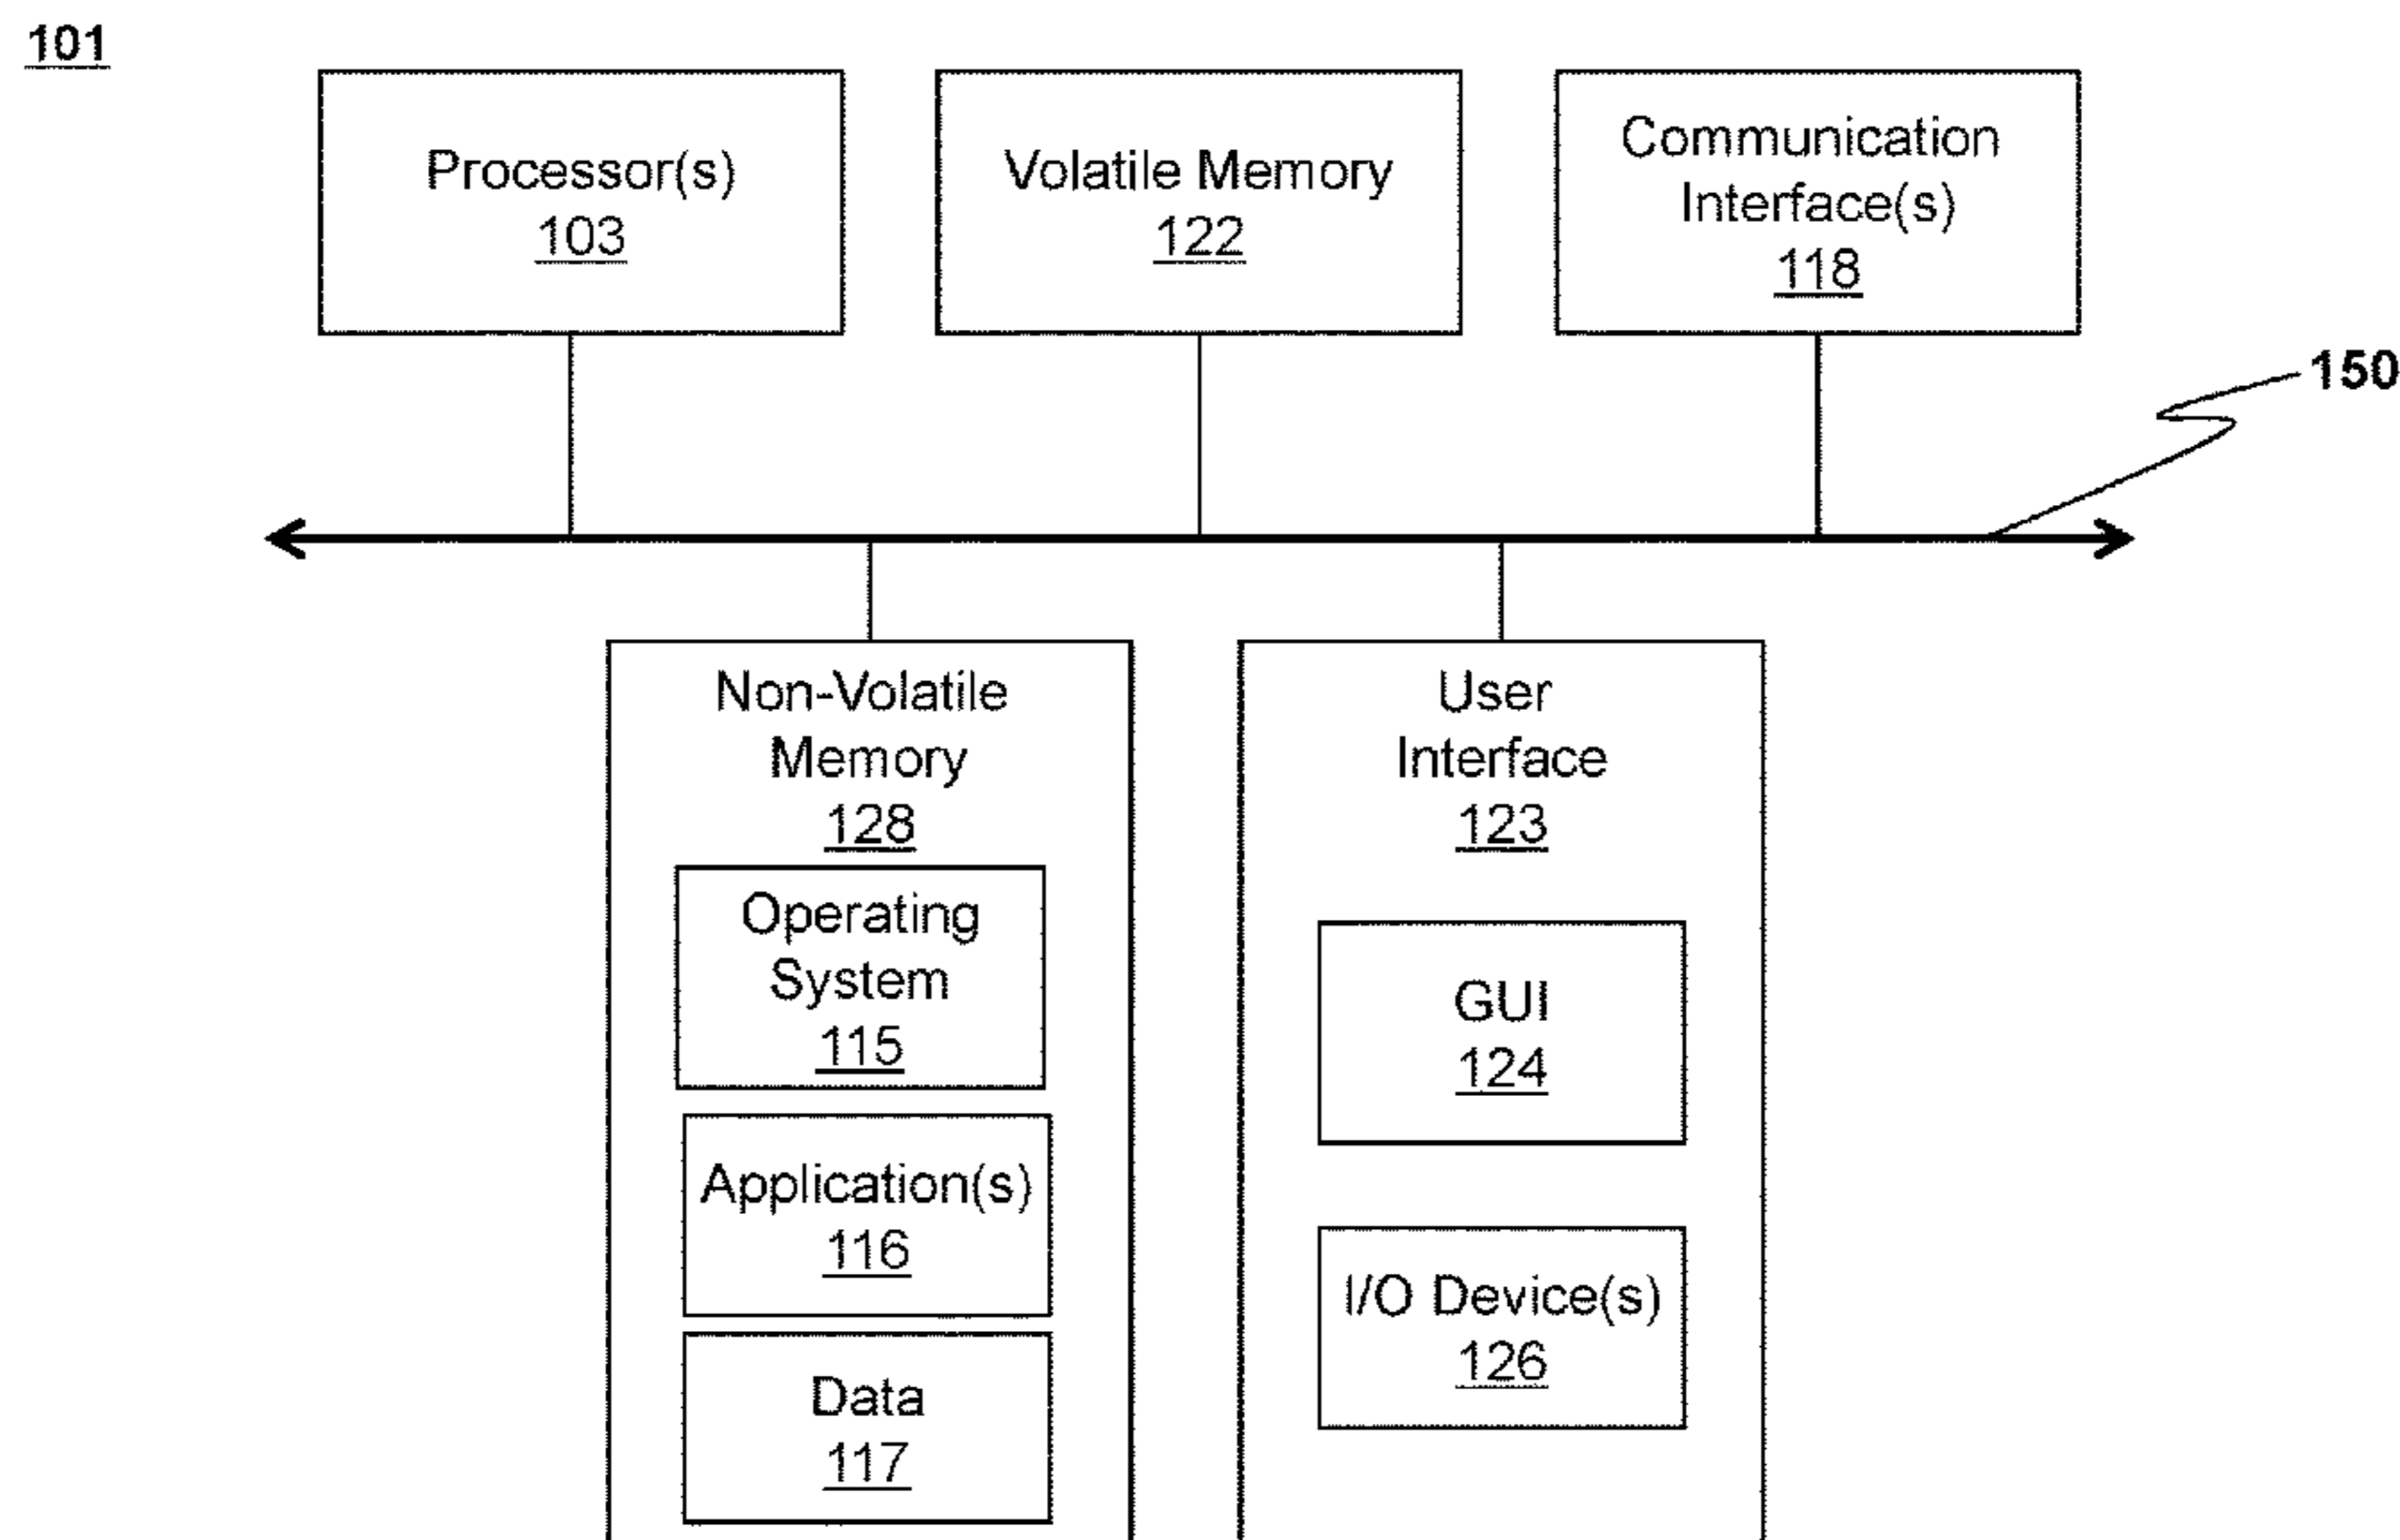 101
Processor(s)
103
Volatile Memory
122
Communication
Interface(s)
118
150
Non-Volatile
Memory
128
Operating
System
115
Application(s)
116
Data
117
User
Interface
123
GUI
124
I/O Device(s)
126